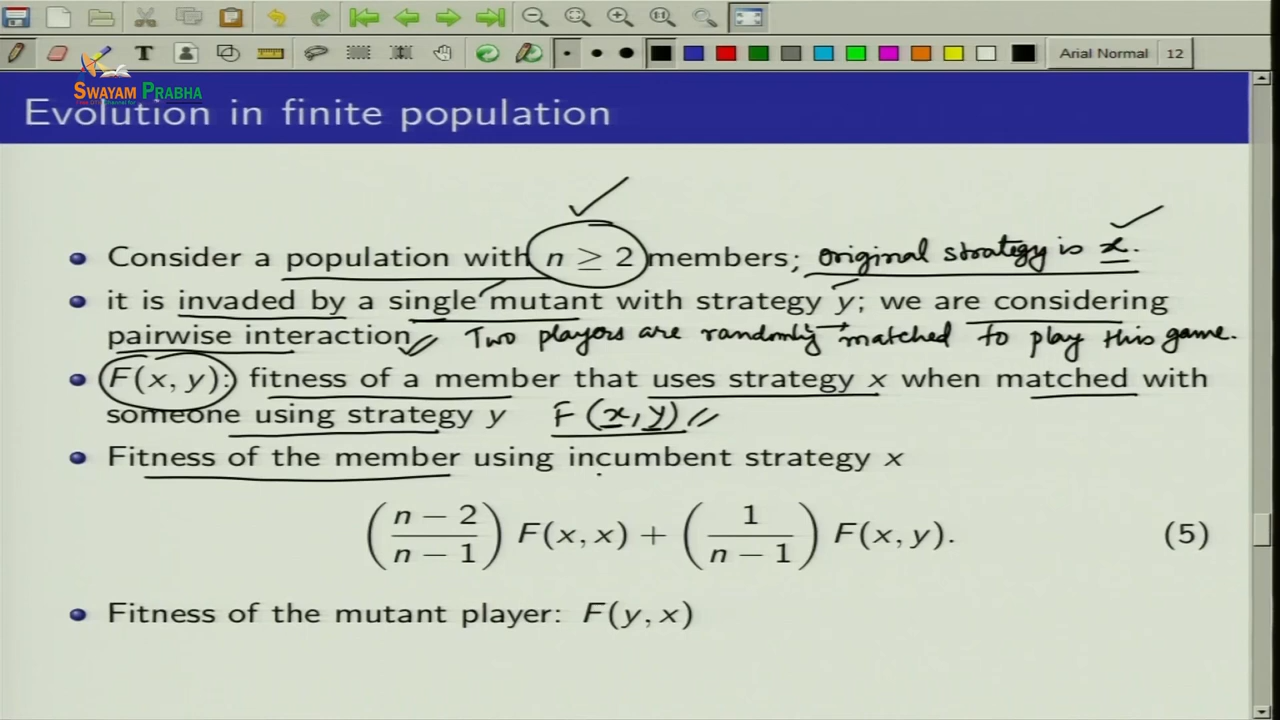 Arial Normal 12
SWAYAM PRABHA
Evolution in finite population
Consider a population with n ≥ 2 members; original strategy is x.
it is invaded by a single mutant with strategy y; we are considering
pairwise interaction Two players are randomly matched to play this game.
F(x, y): fitness of a member that uses strategy x when matched with
someone using strategy y F (x, y)
Fitness of the member using incumbent strategy x
(n − 2 / n − 1) F(x, x) + (1 / n − 1) F(x, y). (5)
Fitness of the mutant player: F(y, x)